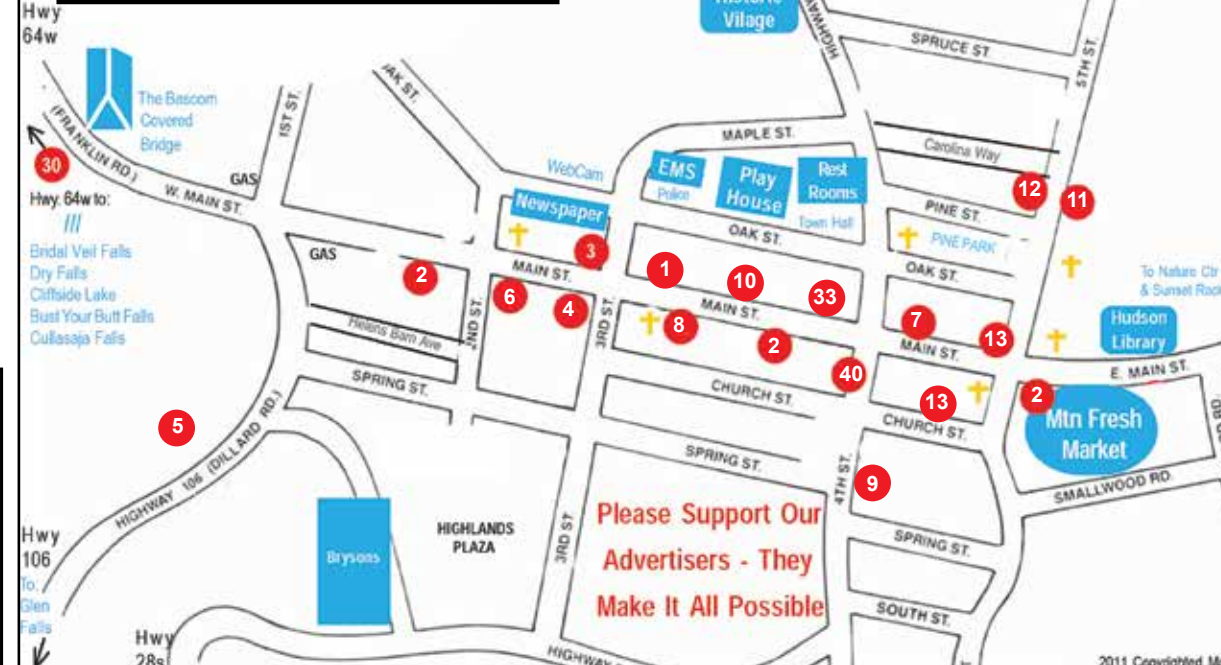 Hwy
64w
Vilage
HIGHWAY
SPRUCE ST.
5TH ST.
The Bascom
Covered
Bridge
1ST ST.
MAPLE ST.
Carolina Way
(FRANKLIN RD.)
30
GAS
W. MAIN ST.
WebCam
EMS
Police
Play
House
Rest
Rooms
Town Hall
12
11
Hwy. 64w to:
Bridal Veil Falls
Dry Falls
Cliffside Lake
Bust Your Butt Falls
Cullasaja Falls
Newspaper
3
OAK ST.
PINE ST.
PINE PARK
To Nature Ctr
GAS
2
MAIN ST.
1
10
33
OAK ST.
6
4
MAIN ST.
8
2
7
13
MAIN ST.
Hudson
Library
Helens Barn Ave
2ND ST.
3RD ST.
40
E. MAIN ST.
SPRING ST.
CHURCH ST.
13
2
Mtn Fresh
Market
CHURCH ST.
5
HIGHWAY 106 (DILLARD RD.)
SPRING ST.
4TH ST.
9
SMALLWOOD RD.
Hwy
106
To:
Glen
Falls
Brysons
HIGHLANDS
PLAZA
3RD ST
Please Support Our
Advertisers - They
Make It All Possible
SPRING ST.
SOUTH ST.
Hwy
28s
HIGHWAY
2011 Copyrighted